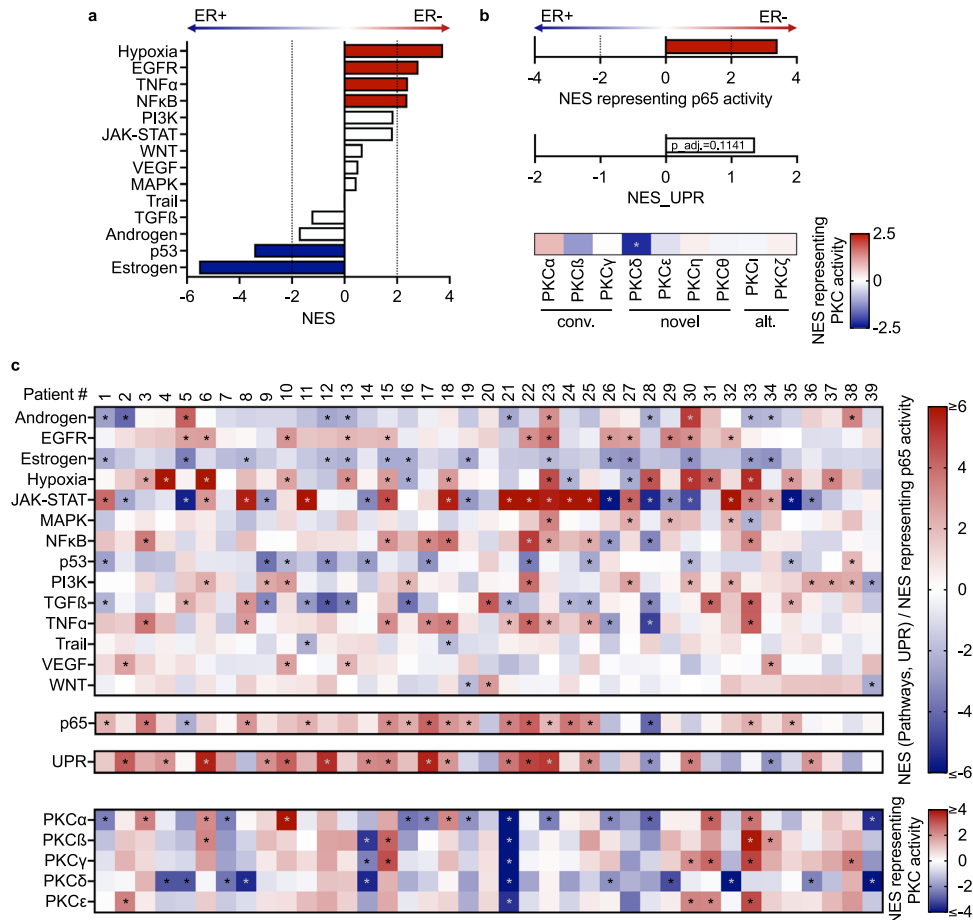 a
ER+
ER-
Hypoxia
EGFR
TNFα
NFκB
PI3K
JAK-STAT
WNT
VEGF
MAPK
Trail
TGFß
Androgen
p53
Estrogen
-6
-4
-2
0
2
4
NES
b
ER+
ER-
-4
-2
0
2
4
NES representing p65 activity
p_adj.=0.1141
-2
-1
0
1
2
NES_UPR
*
PKCα
PKCß
PKCγ
PKCδ
PKCε
PKCη
PKCθ
PKCι
PKCζ
conv.
novel
alt.
2.5
0
-2.5
NES representing
PKC activity
c
Patient #
1 2 3 4 5 6 7 8 9 10 11 12 13 14 15 16 17 18 19 20 21 22 23 24 25 26 27 28 29 30 31 32 33 34 35 36 37 38 39
Androgen
EGFR
Estrogen
Hypoxia
JAK-STAT
MAPK
NFκB
p53
PI3K
TGFß
TNFα
Trail
VEGF
WNT
p65
UPR
≥6
4
2
0
-2
-4
≤-6
NES (Pathways, UPR) / NES representing p65 activity
PKCα
PKCß
PKCγ
PKCδ
PKCε
≥4
2
0
-2
≤-4
NES representing
PKC activity